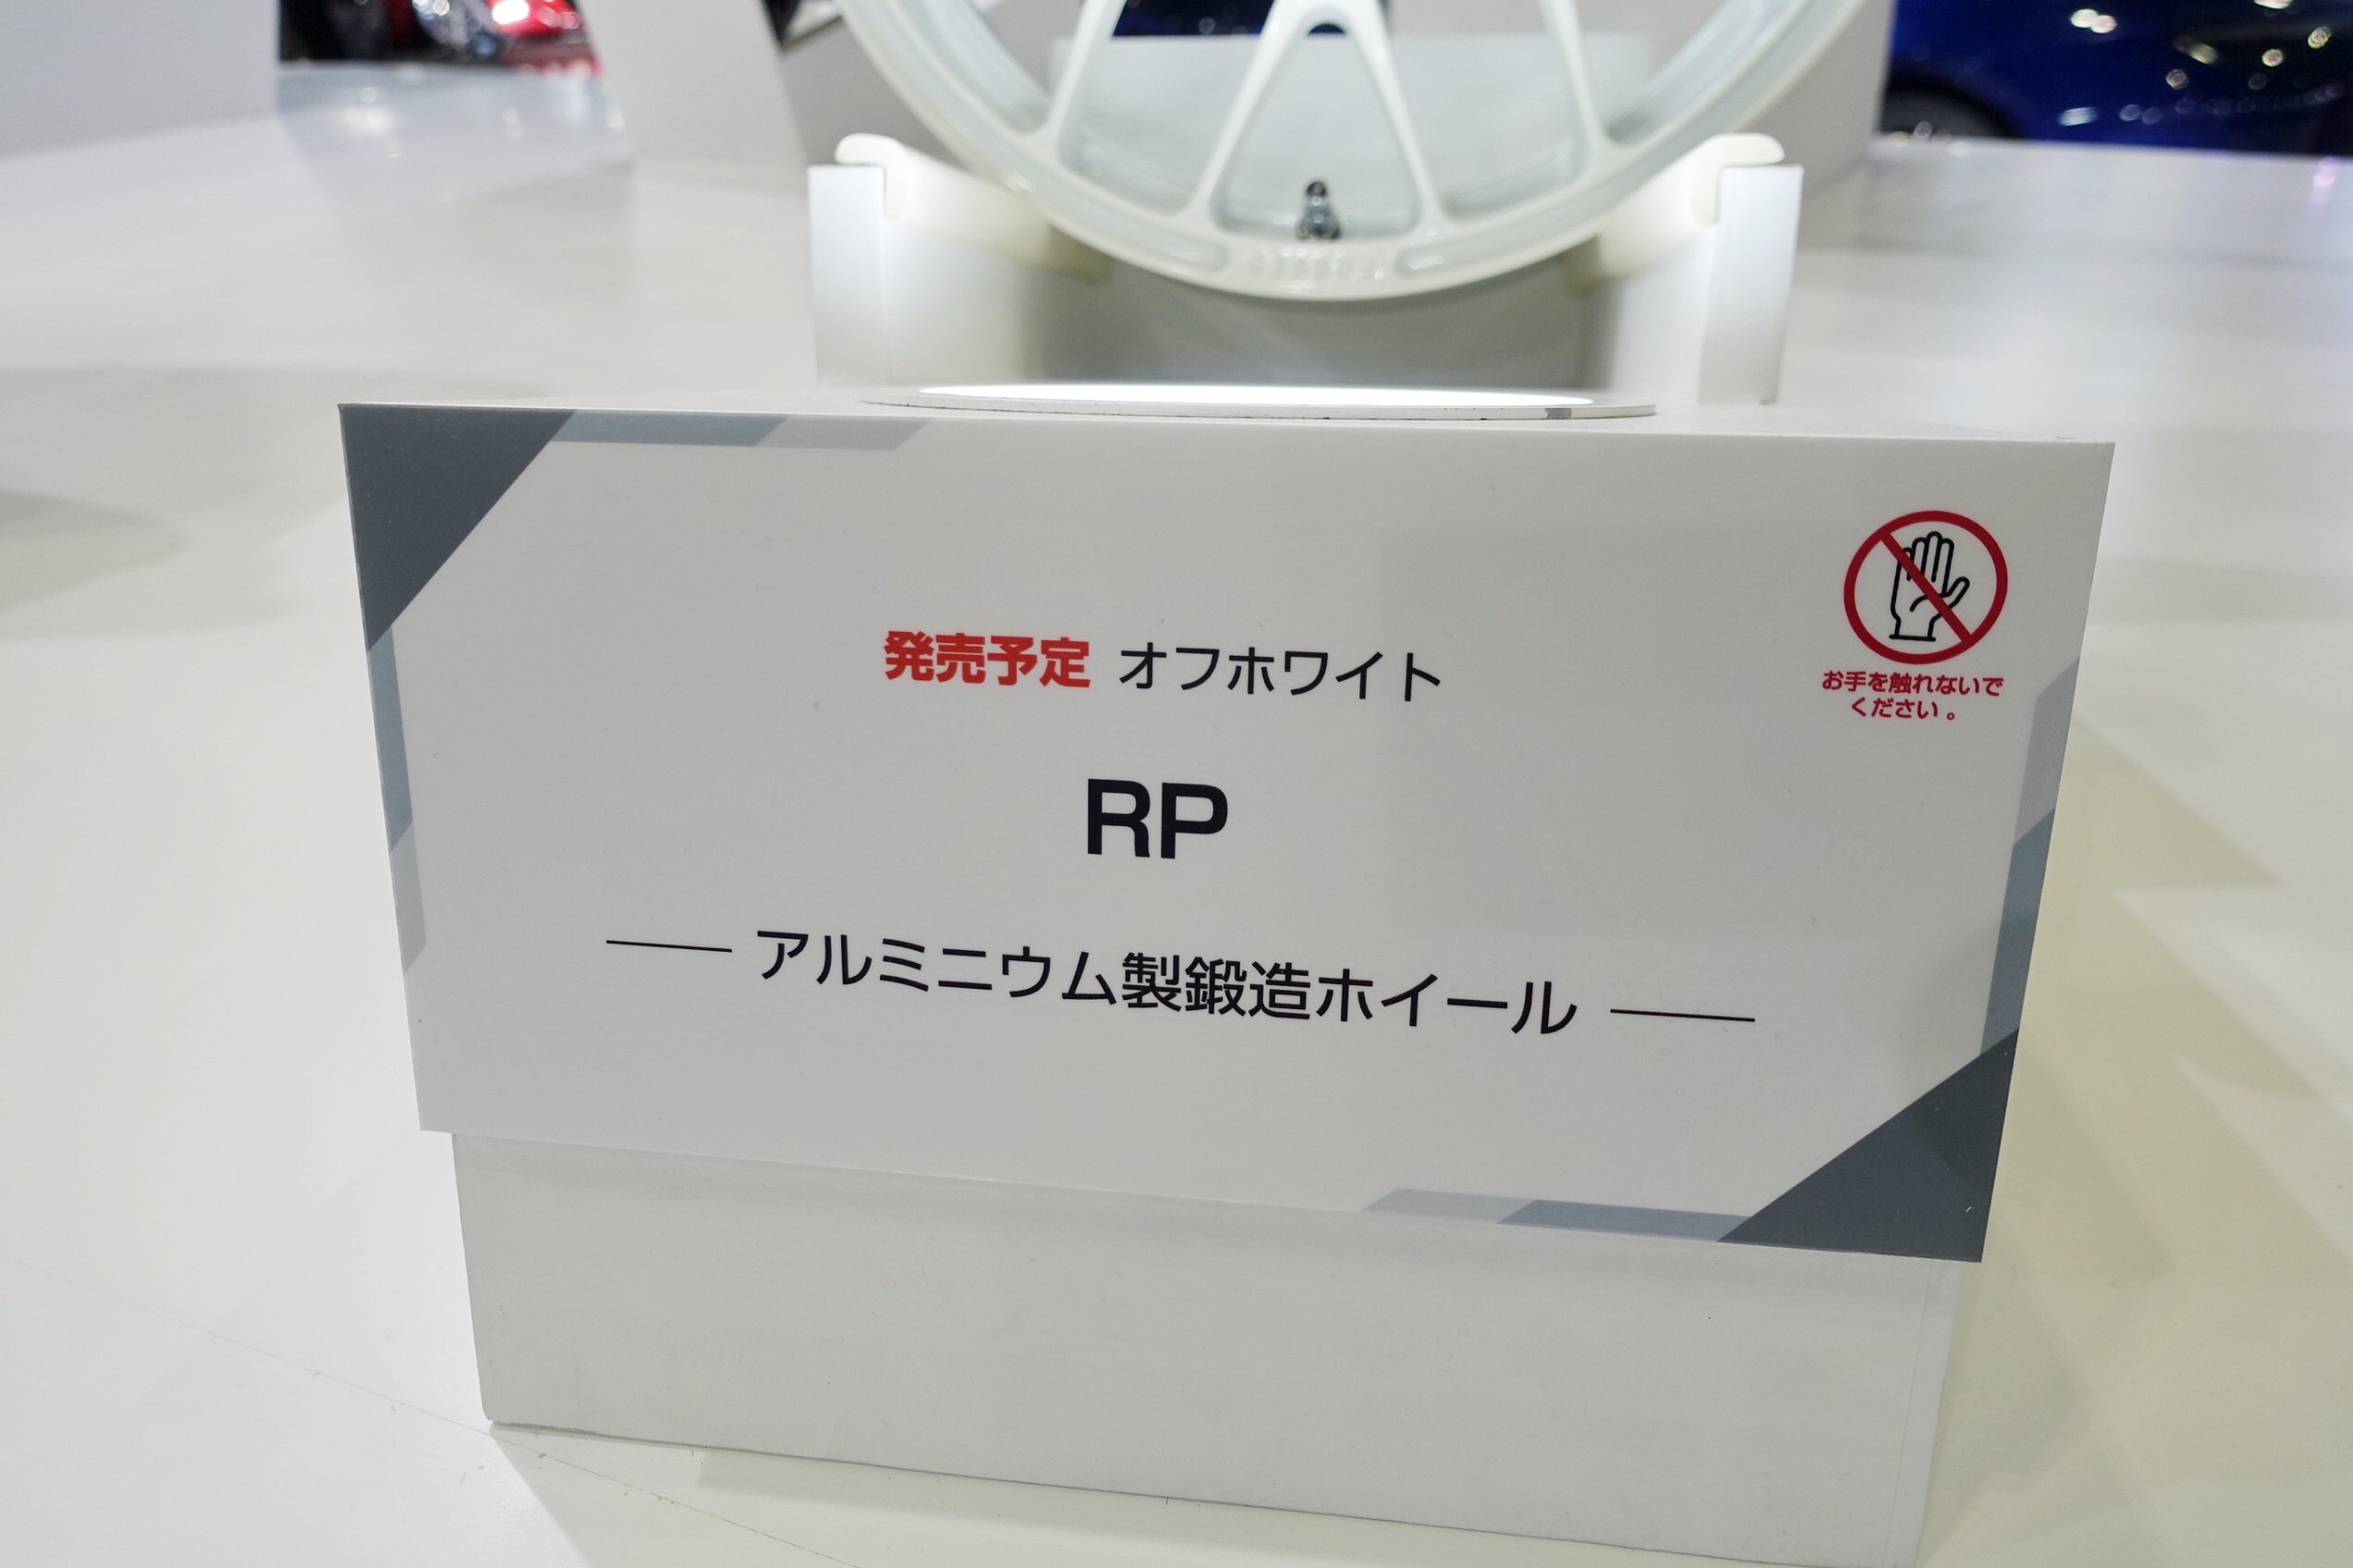 発売予定 オフホワイト
お手を触れないで
ください。
RP
アルミニウム製鍛造ホイール